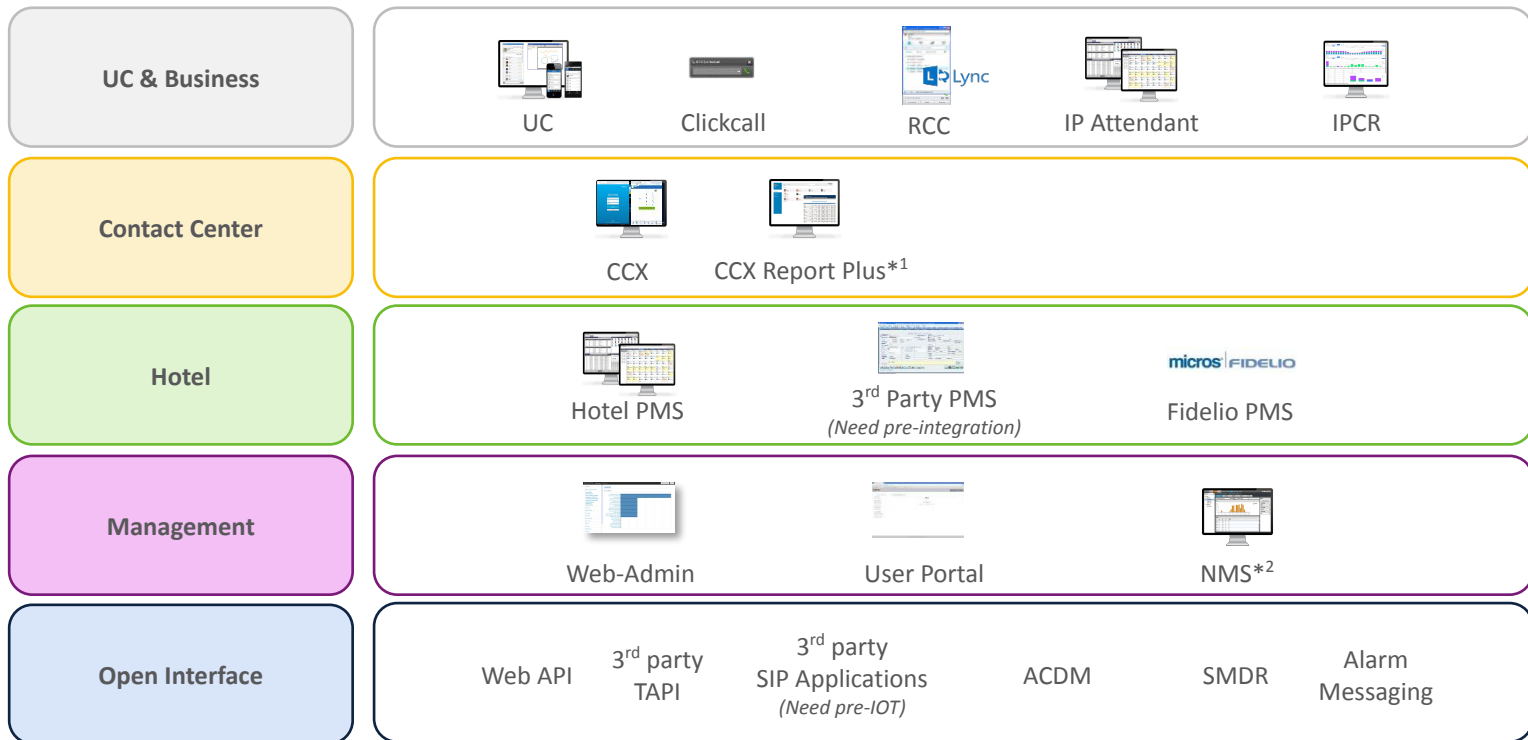 UC & Business
Lync
UC
Clickcall
RCC
IP Attendant
IPCR
Contact Center
CCX
CCX Report Plus*1
Hotel
micros FIDELIO
Hotel PMS
3rd Party PMS
(Need pre-integration)
Fidelio PMS
Management
Web-Admin
User Portal
NMS*2
Open Interface
Web API
3rd party
TAPI
3rd party
SIP Applications
(Need pre-IOT)
ACDM
SMDR
Alarm
Messaging